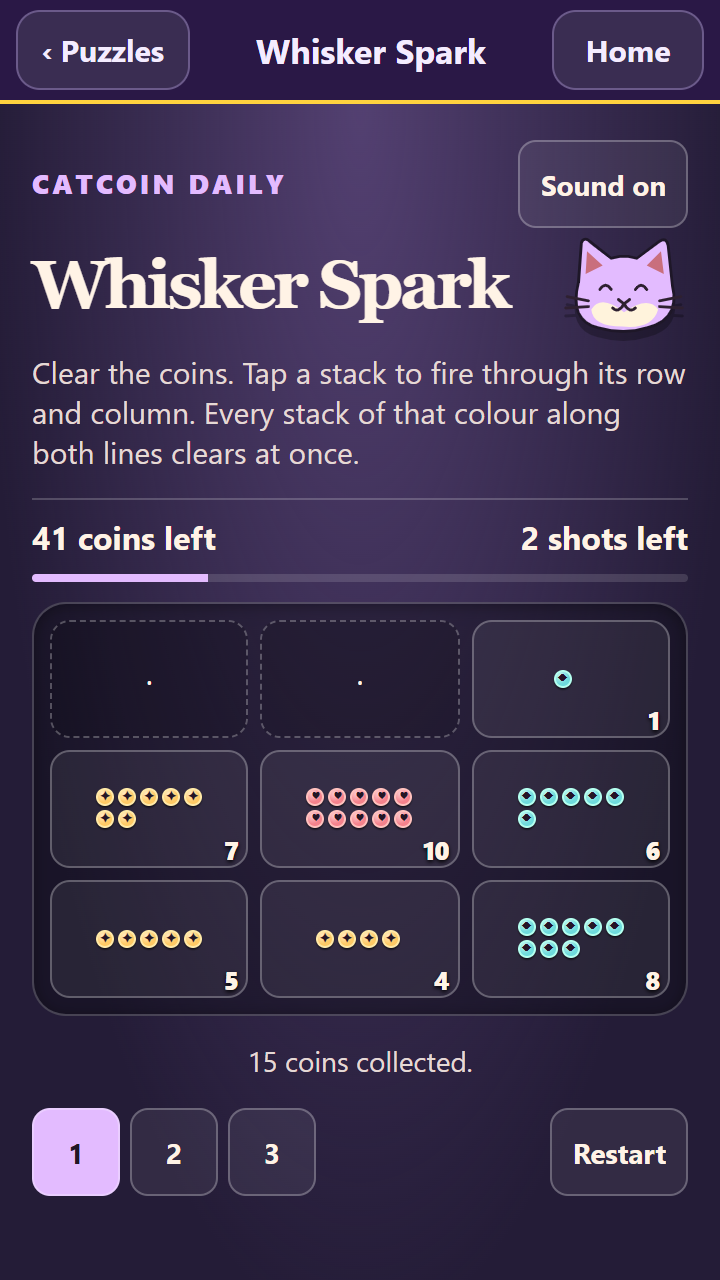 ‹ Puzzles
Whisker Spark
Home
CATCOIN DAILY
Sound on
Whisker Spark
Clear the coins. Tap a stack to fire through its row
and column. Every stack of that colour along
both lines clears at once.
41 coins left
2 shots left
.
.
1
7
10
6
5
4
8
15 coins collected.
1
2
3
Restart